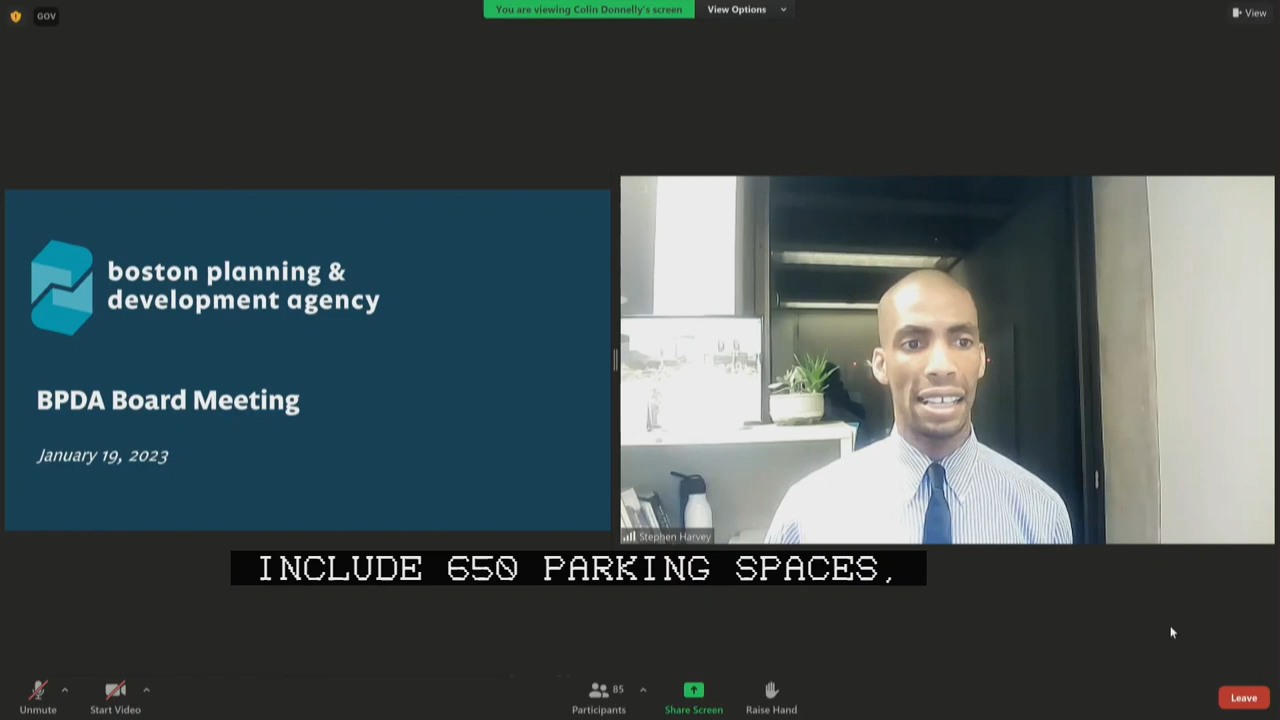 GOV
You are viewing Colin Donnelly's screen
View Options
View
boston planning &
development agency
BPDA Board Meeting
January 19, 2023
Stephen Harvey
INCLUDE 650 PARKING SPACES,
Unmute
Start Video
85
Participants
Share Screen
Raise Hand
Leave